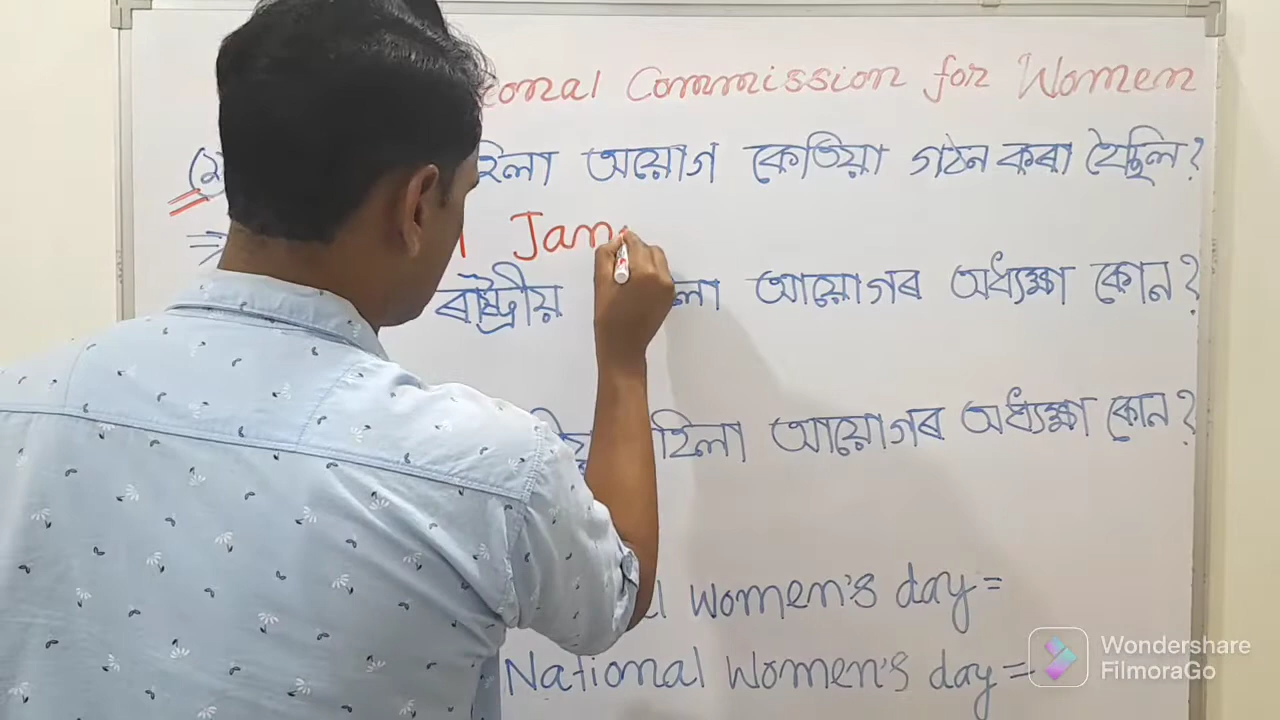 Commission for Women
অয়োগ কেতিয়া গঠন কৰা হৈছিল?
Jan
ৰাষ্ট্ৰীয় আয়োগৰ অধ্যক্ষা কোন?
মহিলা আয়োগৰ অধ্যক্ষা কোন?
Women's day=
National Women's day=
Wondershare
FilmoraGo